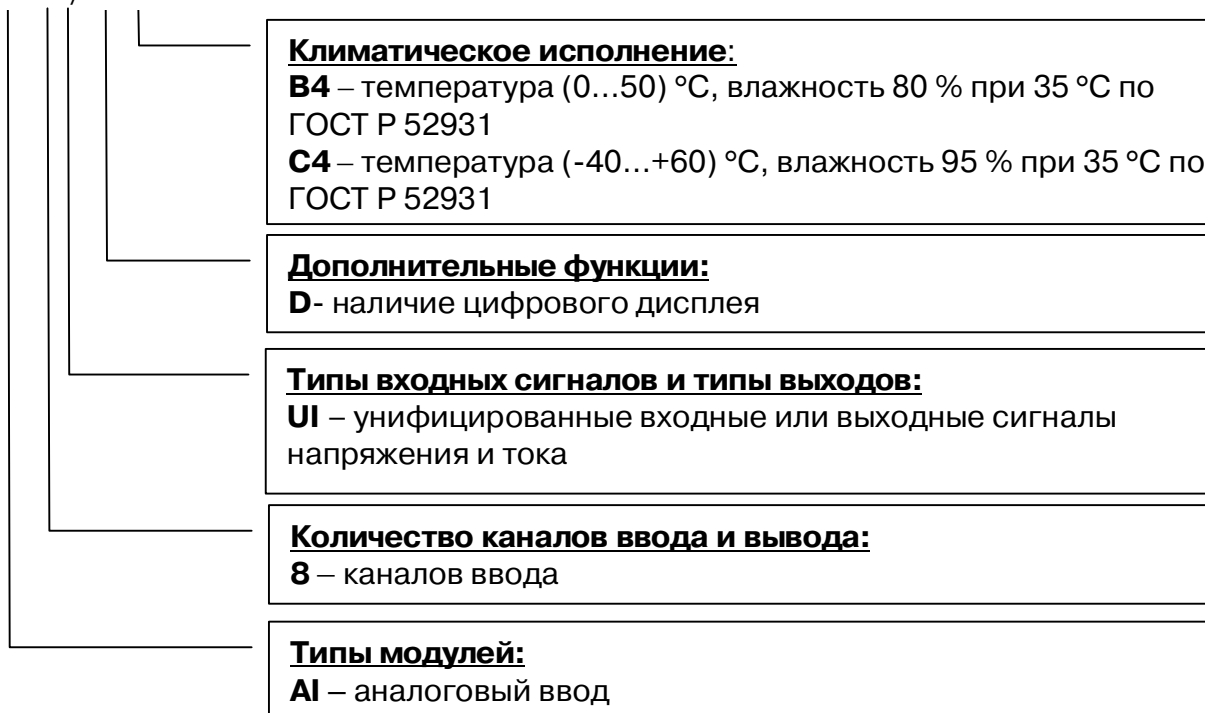 Климатическое исполнение:
В4 – температура (0…50) °С, влажность 80 % при 35 °С по
ГОСТ Р 52931
С4 – температура (-40…+60) °С, влажность 95 % при 35 °С по
ГОСТ Р 52931
Дополнительные функции:
D- наличие цифрового дисплея
Типы входных сигналов и типы выходов:
UI – унифицированные входные или выходные сигналы
напряжения и тока
Количество каналов ввода и вывода:
8 – каналов ввода
Типы модулей:
AI – аналоговый ввод